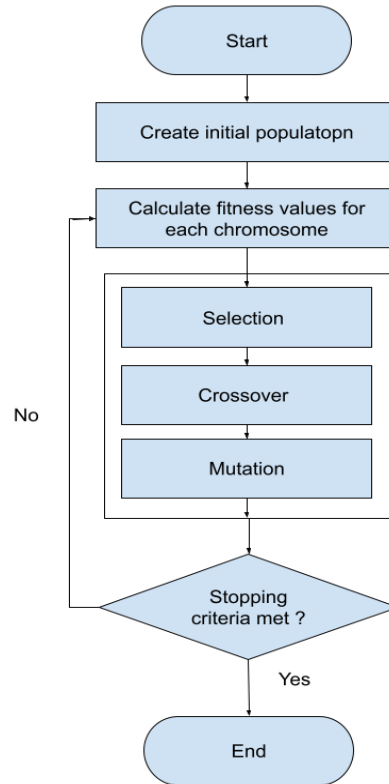 Start
Create initial populatopn
Calculate fitness values for
each chromosome
Selection
Crossover
No
Mutation
Stopping
criteria met ?
Yes
End